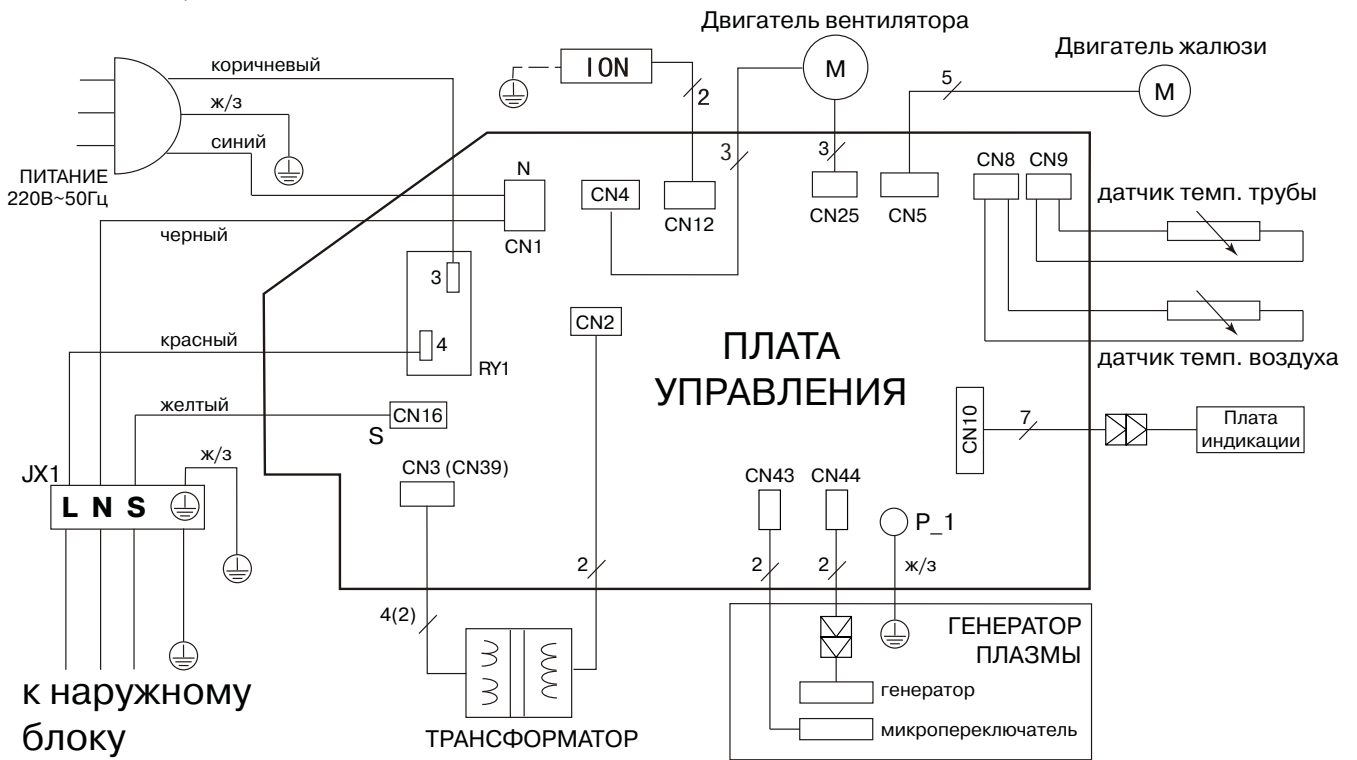 Двигатель вентилятора
Двигатель жалюзи
коричневый
ION
M
M
5
2
ж/з
синий
ПИТАНИЕ
220В~50Гц
N
3
3
CN8 CN9
CN4
CN12
CN25
CN5
датчик темп. трубы
черный
CN1
3
CN2
ПЛАТА
УПРАВЛЕНИЯ
красный
4
RY1
датчик темп. воздуха
желтый
CN16
S
CN10
7
Плата
индикации
ж/з
CN3 (CN39)
JX1
L N S
CN43 CN44
P_1
2
2
2
ж/з
4(2)
ГЕНЕРАТОР
ПЛАЗМЫ
генератор
микропереключатель
к наружному
блоку
ТРАНСФОРМАТОР